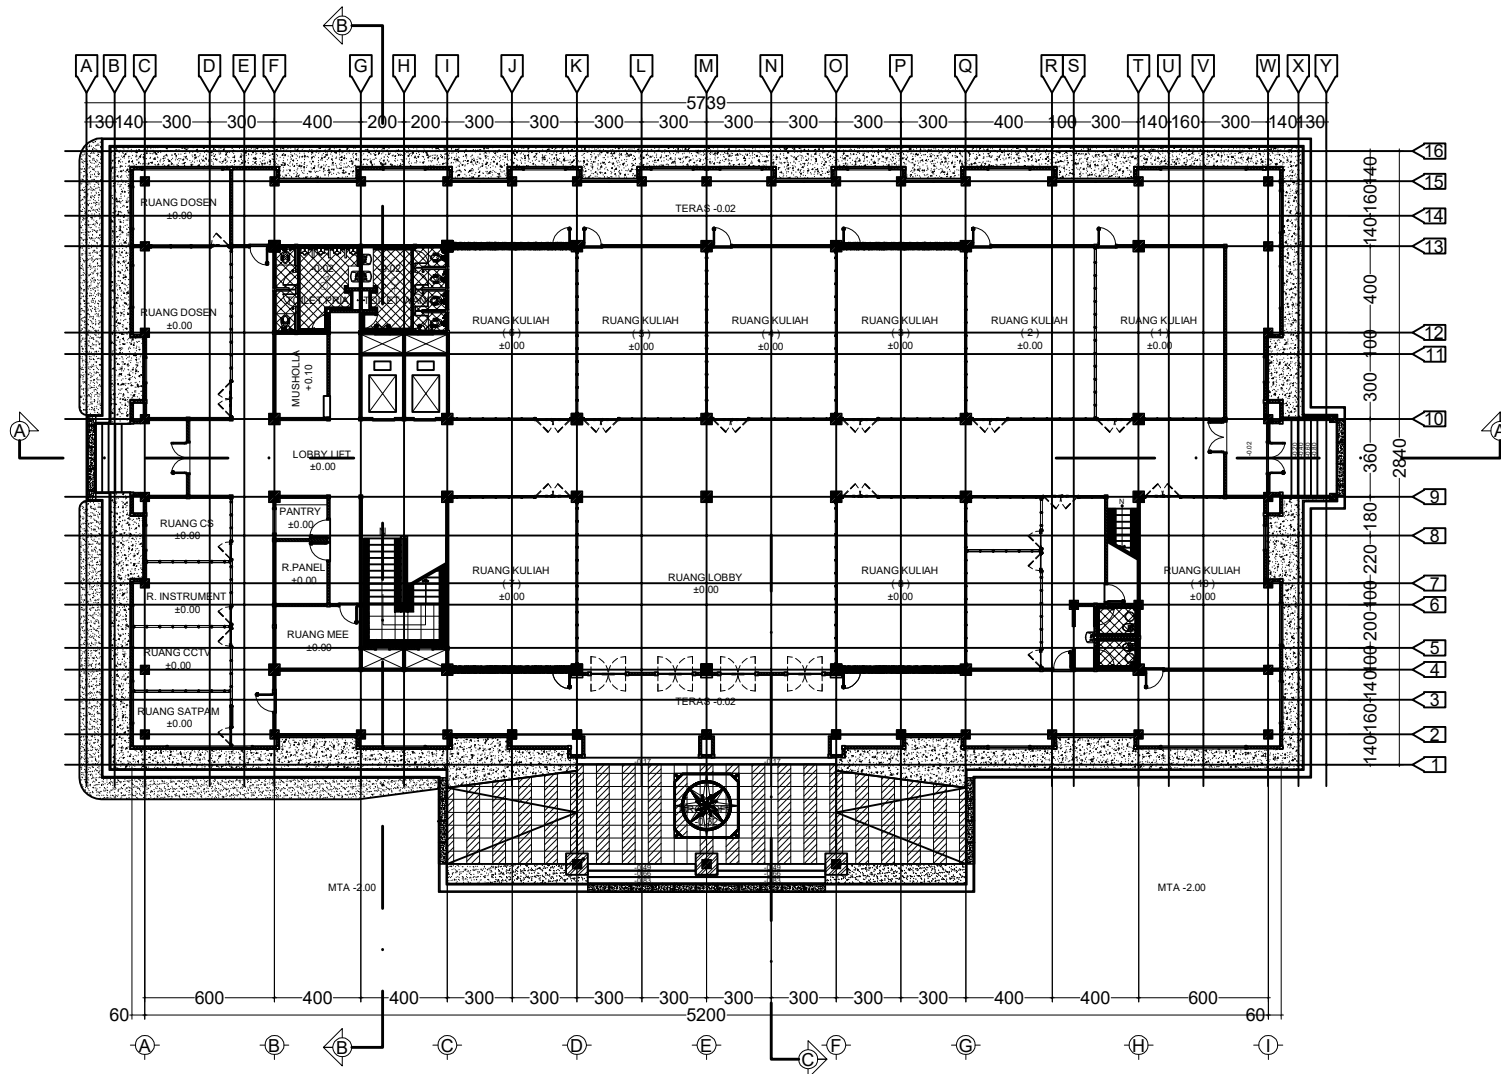 B
A B C D E F G H I J K L M N O P Q R S T U V W X Y
5739
130 140 300 300 400 200 200 300 300 300 300 300 300 300 300 400 100 300 140 160 300 140 130
16
140
15
160
14
140
13
400
12
100
11
300
10
360
2840
9
180
8
220
7
100
6
200
5
100
4
140
3
160
2
140
1
RUANG DOSEN
±0.00
TERAS -0.02
RUANG DOSEN
±0.00
-0.02
RUANG KULIAH
±0.00
RUANG KULIAH
±0.00
RUANG KULIAH
±0.00
RUANG KULIAH
±0.00
RUANG KULIAH
( 2 )
±0.00
RUANG KULIAH
±0.00
MUSHOLLA
+0.10
A
A
LOBBY LIFT
±0.00
-0.02
RUANG CS
±0.00
PANTRY
±0.00
R.PANEL
±0.00
R. INSTRUMENT
±0.00
RUANG MEE
±0.00
RUANG CCTV
±0.00
RUANG SATPAM
±0.00
RUANG KULIAH
±0.00
RUANG LOBBY
±0.00
RUANG KULIAH
±0.00
RUANG KULIAH
±0.00
TERAS -0.02
MTA -2.00
MTA -2.00
600 400 400 300 300 300 300 300 300 300 300 400 400 600
60 5200 60
A B B C D E C F G H I